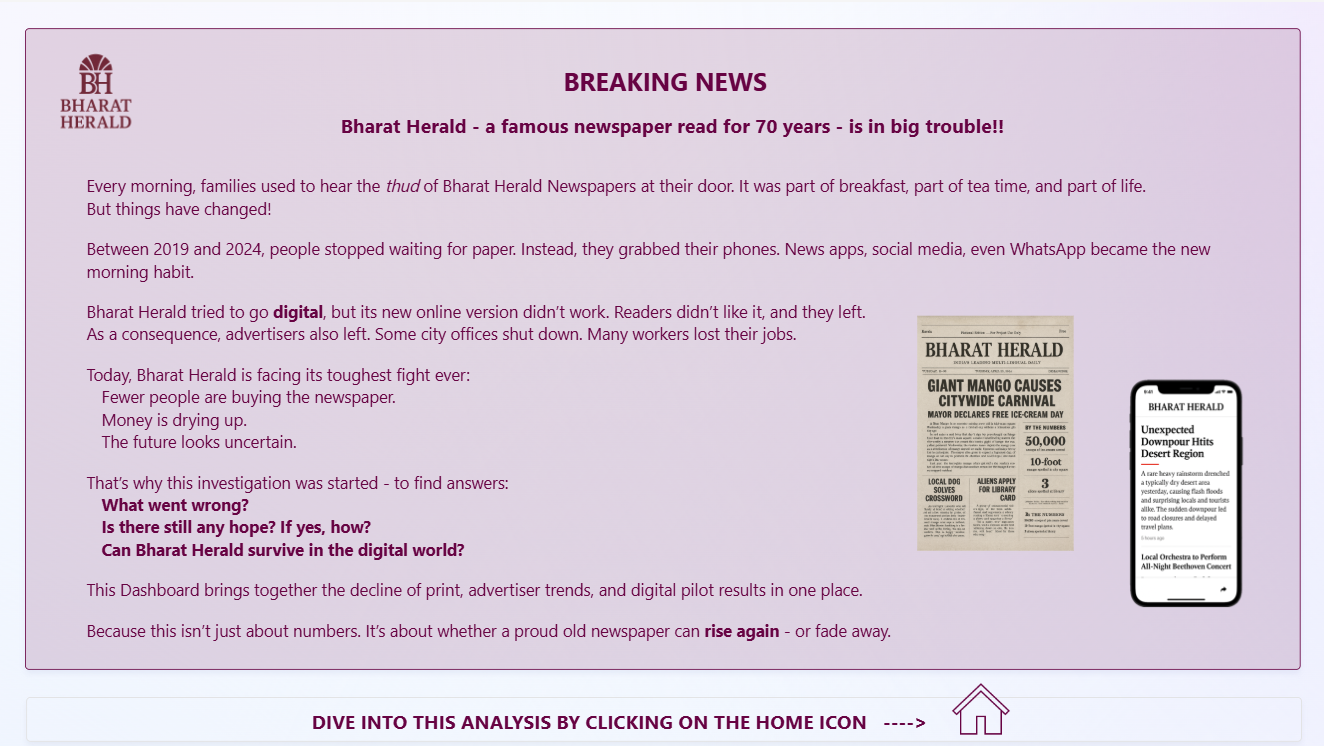 BHARAT
HERALD
BREAKING NEWS
Bharat Herald - a famous newspaper read for 70 years - is in big trouble!!
Every morning, families used to hear the thud of Bharat Herald Newspapers at their door. It was part of breakfast, part of tea time, and part of life.
But things have changed!
Between 2019 and 2024, people stopped waiting for paper. Instead, they grabbed their phones. News apps, social media, even WhatsApp became the new
morning habit.
Bharat Herald tried to go digital, but its new online version didn't work. Readers didn't like it, and they left.
As a consequence, advertisers also left. Some city offices shut down. Many workers lost their jobs.
Today, Bharat Herald is facing its toughest fight ever:
Fewer people are buying the newspaper.
Money is drying up.
The future looks uncertain.
That's why this investigation was started - to find answers:
What went wrong?
Is there still any hope? If yes, how?
Can Bharat Herald survive in the digital world?
This Dashboard brings together the decline of print, advertiser trends, and digital pilot results in one place.
Because this isn't just about numbers. It's about whether a proud old newspaper can rise again - or fade away.
BHARAT HERALD
GIANT MANGO CAUSES
CITYWIDE CARNIVAL
MAYOR DECLARES FREE ICE-CREAM DAY
BY THE NUMBERS
50,000
10-foot
3
LOCAL DOG
SOLVES
CROSSWORD
ALIENS APPLY
FOR LIBRARY
CARD
BY THE NUMBERS
9:41
BHARAT HERALD
Unexpected
Downpour Htits
Desert Region
A rare heavy rainstorm drenched
a typically dry desert area
yesterday, causing flash floods
and surprising locals and tourists
alike. The sudden downpour led
to road closures and delayed
travel plans.
5 hours ago
Local Orchestra to Perform
All-Night Beethoven Concert
DIVE INTO THIS ANALYSIS BY CLICKING ON THE HOME ICON ---->